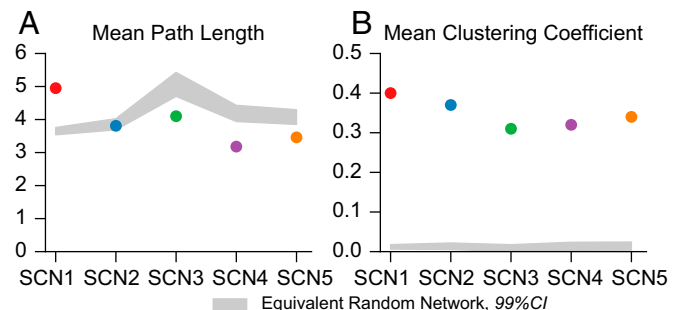 A Mean Path Length
6
5
4
3
2
1
0
SCN1 SCN2 SCN3 SCN4 SCN5
B Mean Clustering Coefficient
0.5
0.4
0.3
0.2
0.1
0.0
SCN1 SCN2 SCN3 SCN4 SCN5
Equivalent Random Network, 99%CI